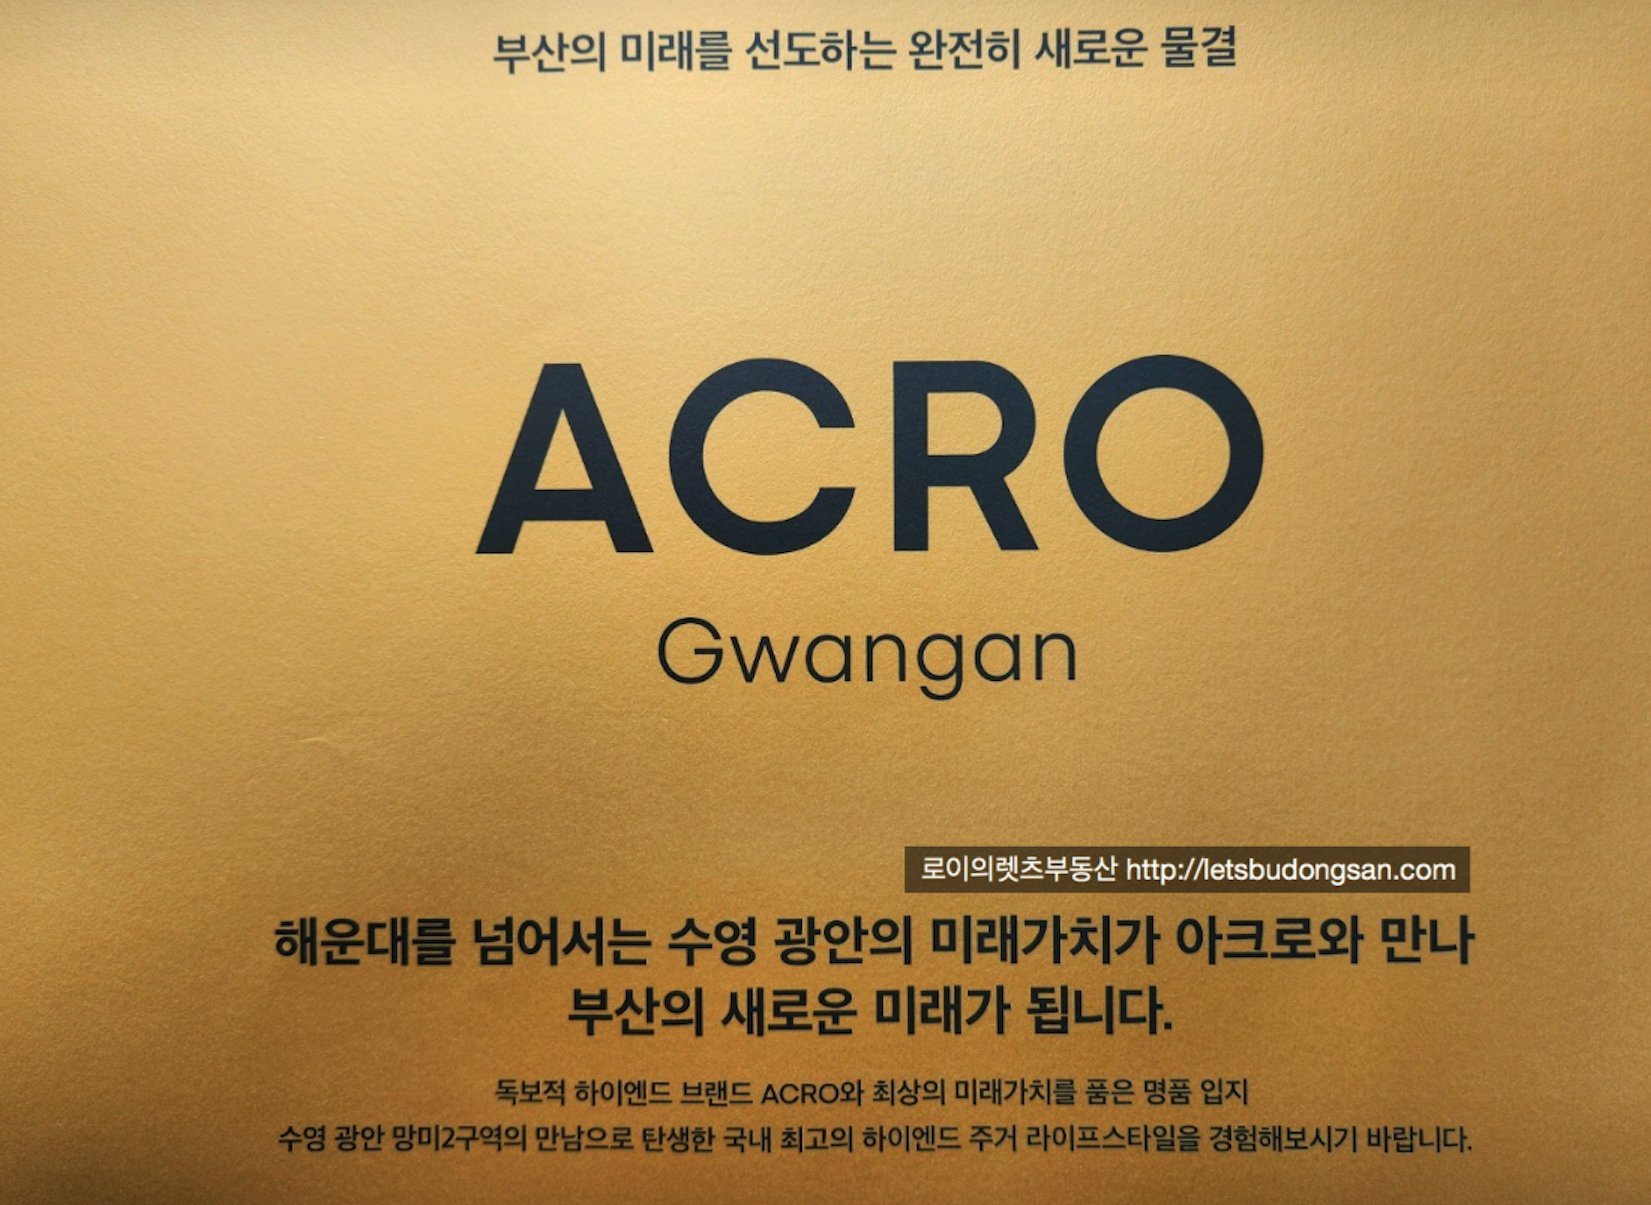 부산의 미래를 선도하는 완전히 새로운 물결
ACRO
Gwangan
로이의렛츠부동산 http://letsbudongsan.com
해운대를 넘어서는 수영 광안의 미래가치가 아크로와 만나
부산의 새로운 미래가 됩니다.
독보적 하이엔드 브랜드 ACRO와 최상의 미래가치를 품은 명품 입지
수영 광안 망미2구역의 만남으로 탄생한 국내 최고의 하이엔드 주거 라이프스타일을 경험해보시기 바랍니다.